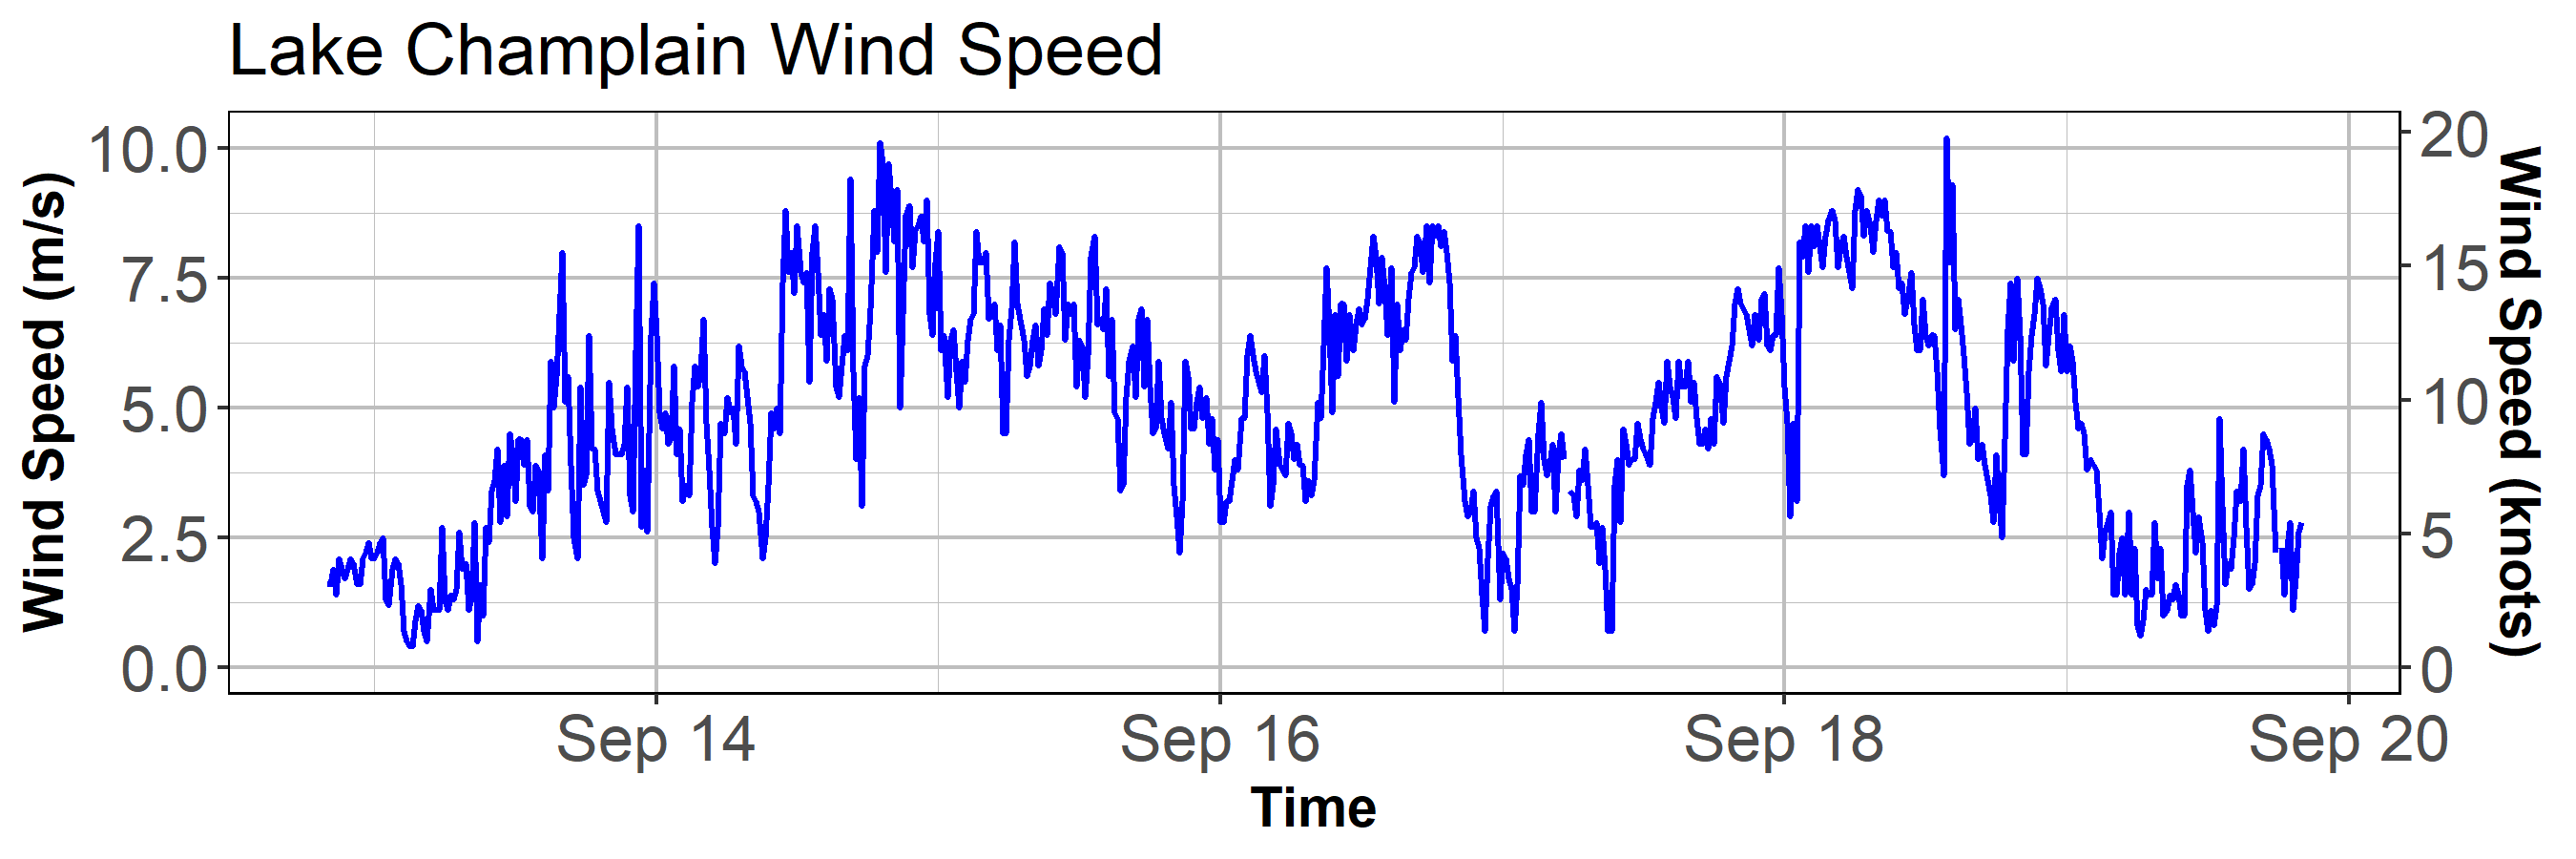 Lake Champlain Wind Speed
Wind Speed (m/s)
10.0
7.5
5.0
2.5
0.0
20
15
10
5
0
Wind Speed (knots)
Sep 14
Sep 16
Sep 18
Sep 20
Time